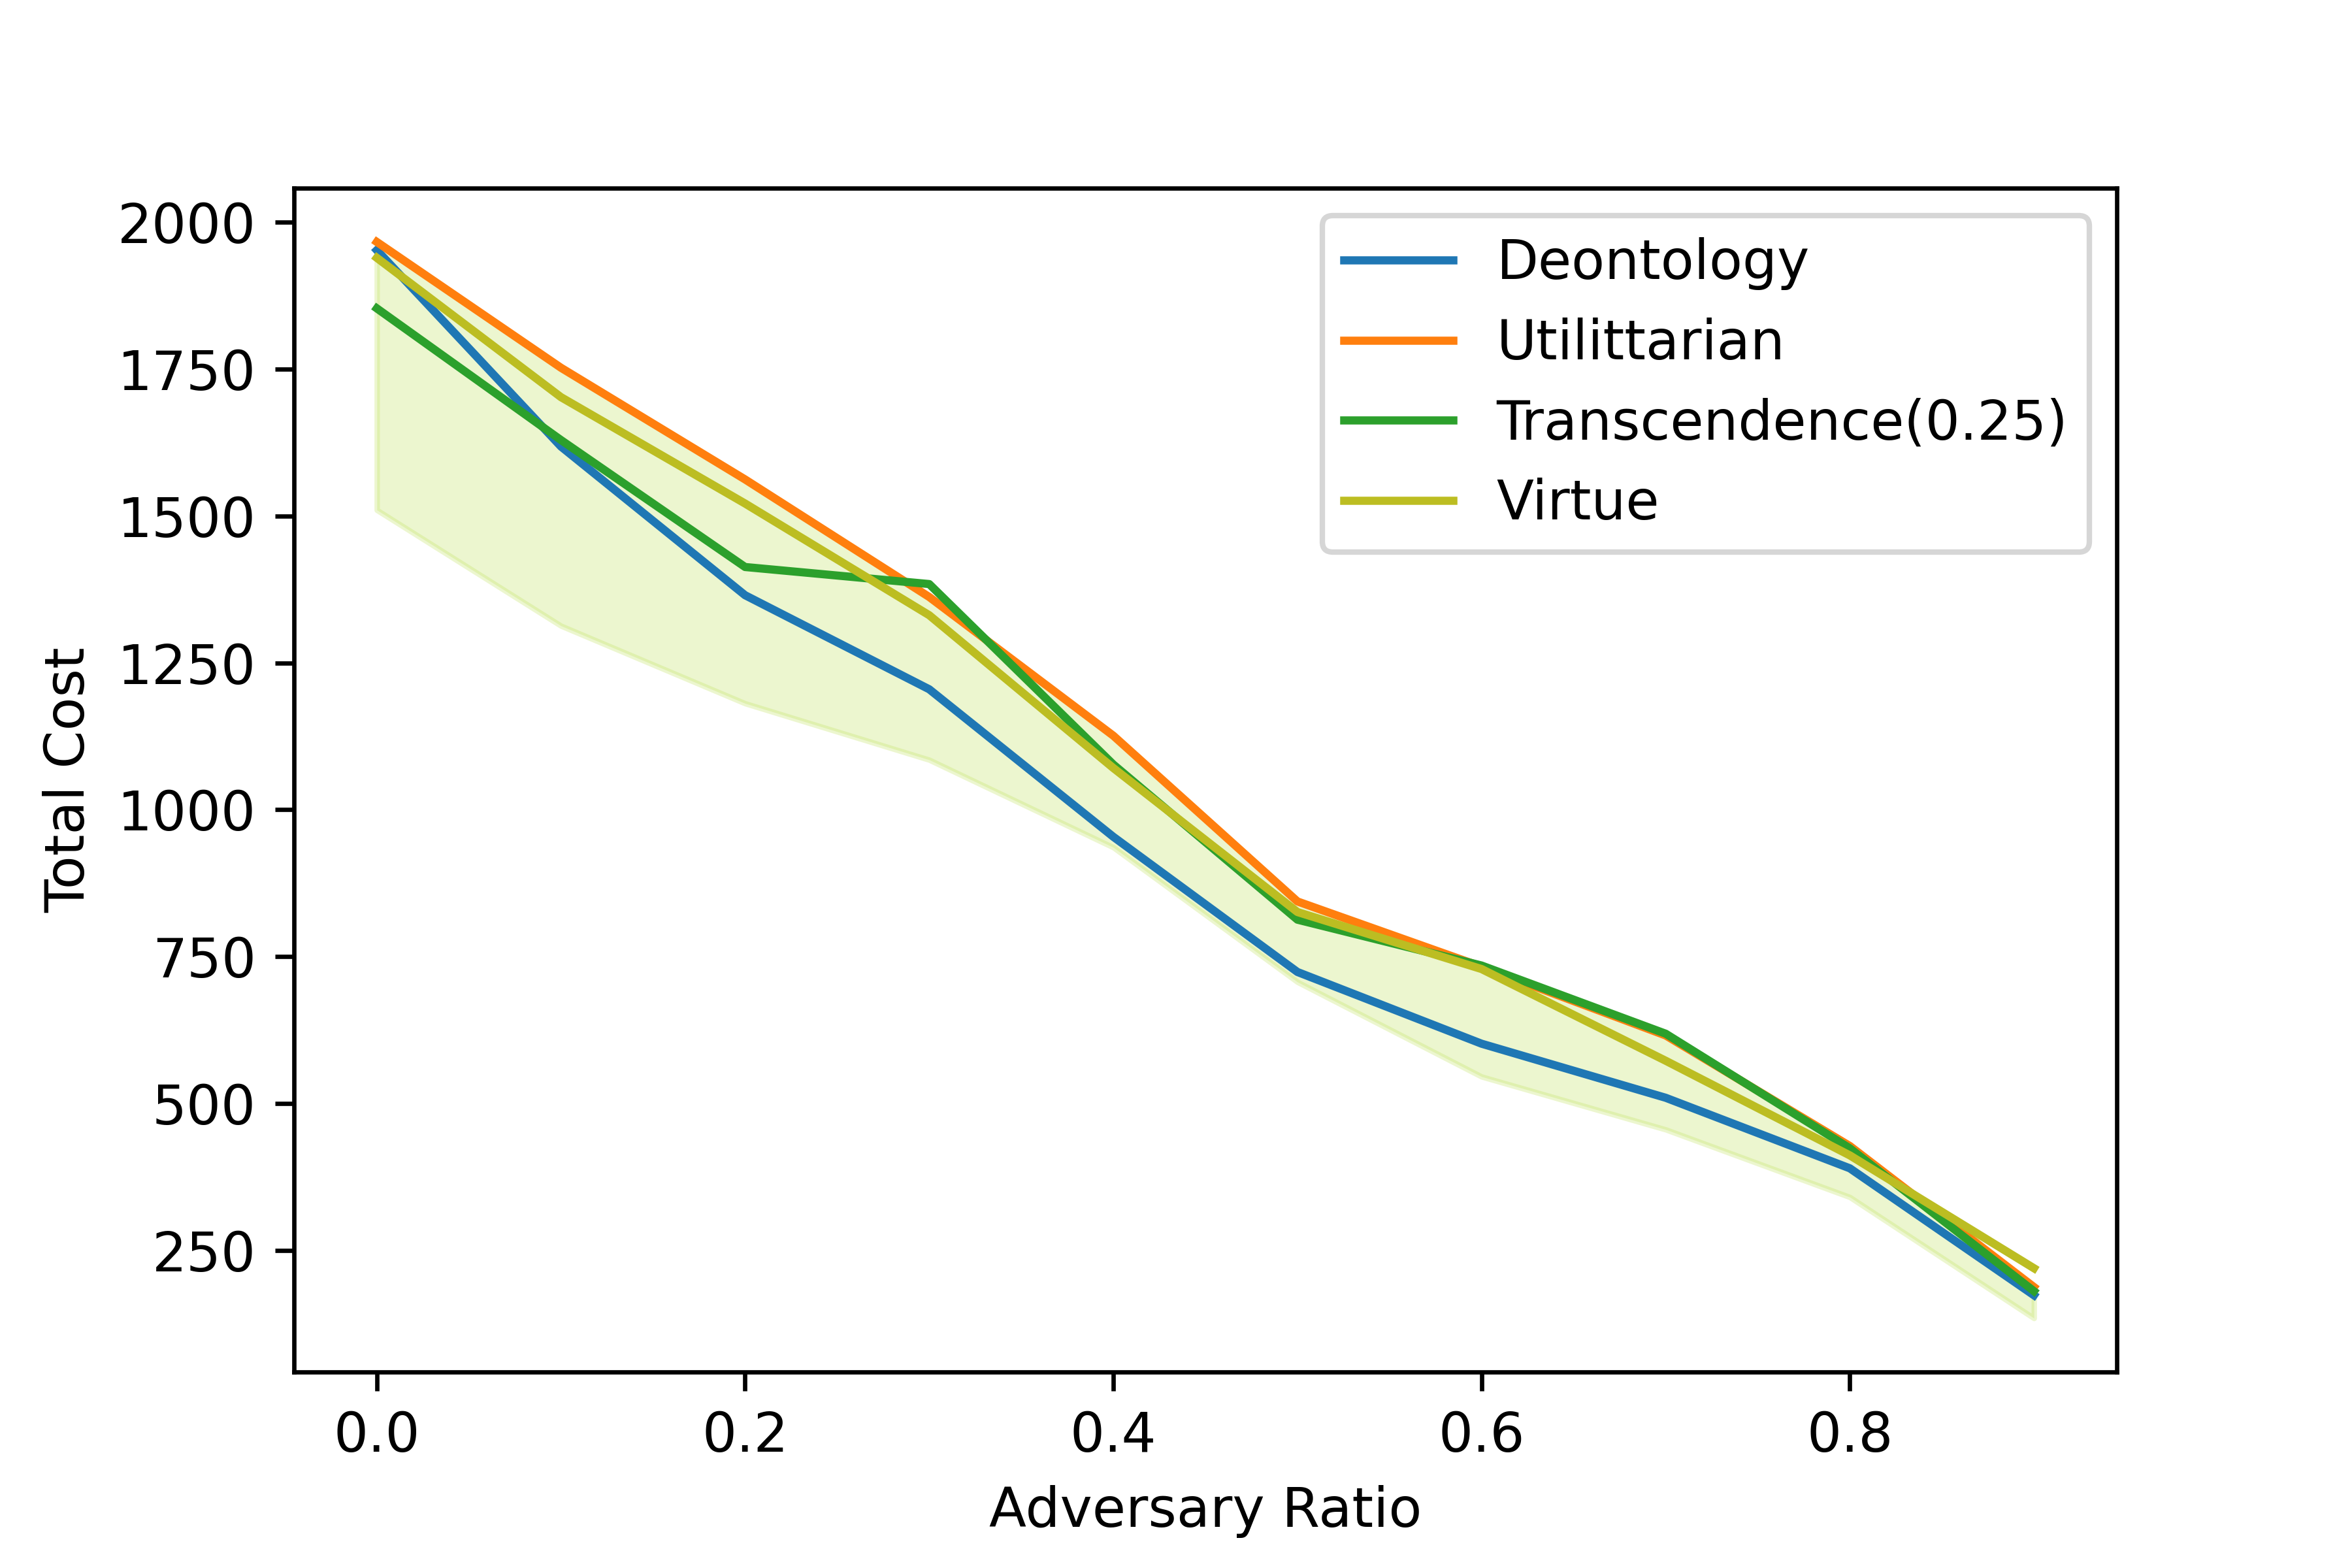 2000
1750
1500
1250
1000
750
500
250
Total Cost
Deontology
Utilittarian
Transcendence(0.25)
Virtue
0.0 0.2 0.4 0.6 0.8
Adversary Ratio